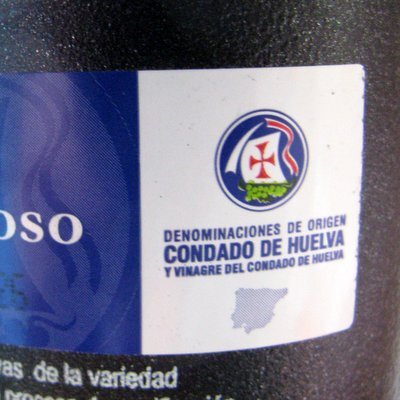 OSO
DENOMINACIONES DE ORIGEN
CONDADO DE HUELVA
Y VINAGRE DEL CONDADO DE HUELVA
de la variedad